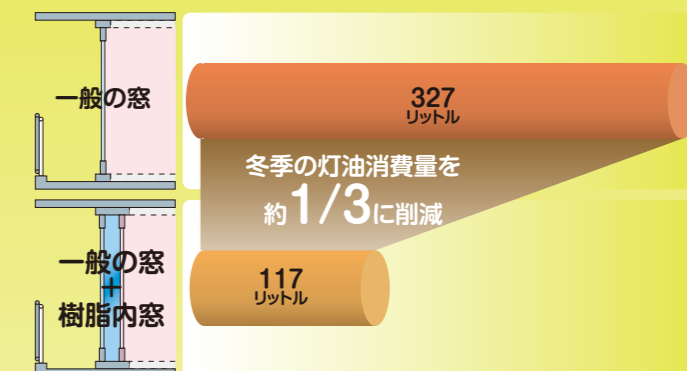 一般の窓
327
リットル
冬季の灯油消費量を
約1/3に削減
一般の窓
+
樹脂内窓
117
リットル